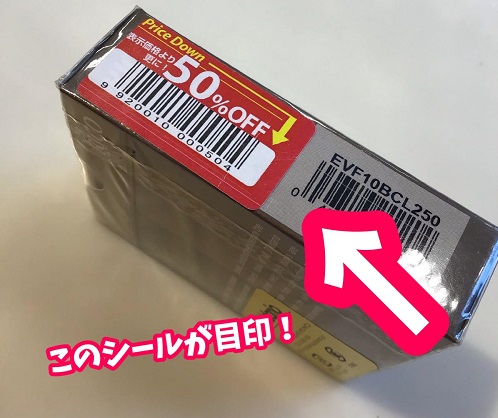 Price Down
表示価格より
更に!
50%OFF
9 920010 000504
EVF10BCL250
0
このシールが目印！